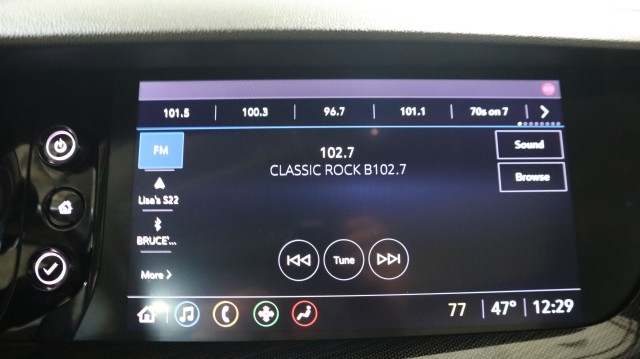 101.5 100.3 96.7 101.1 70s on 7
FM
102.7
CLASSIC ROCK B102.7
Sound
Browse
Lisa's S22
BRUCE'...
More
Tune
77 47° 12:29